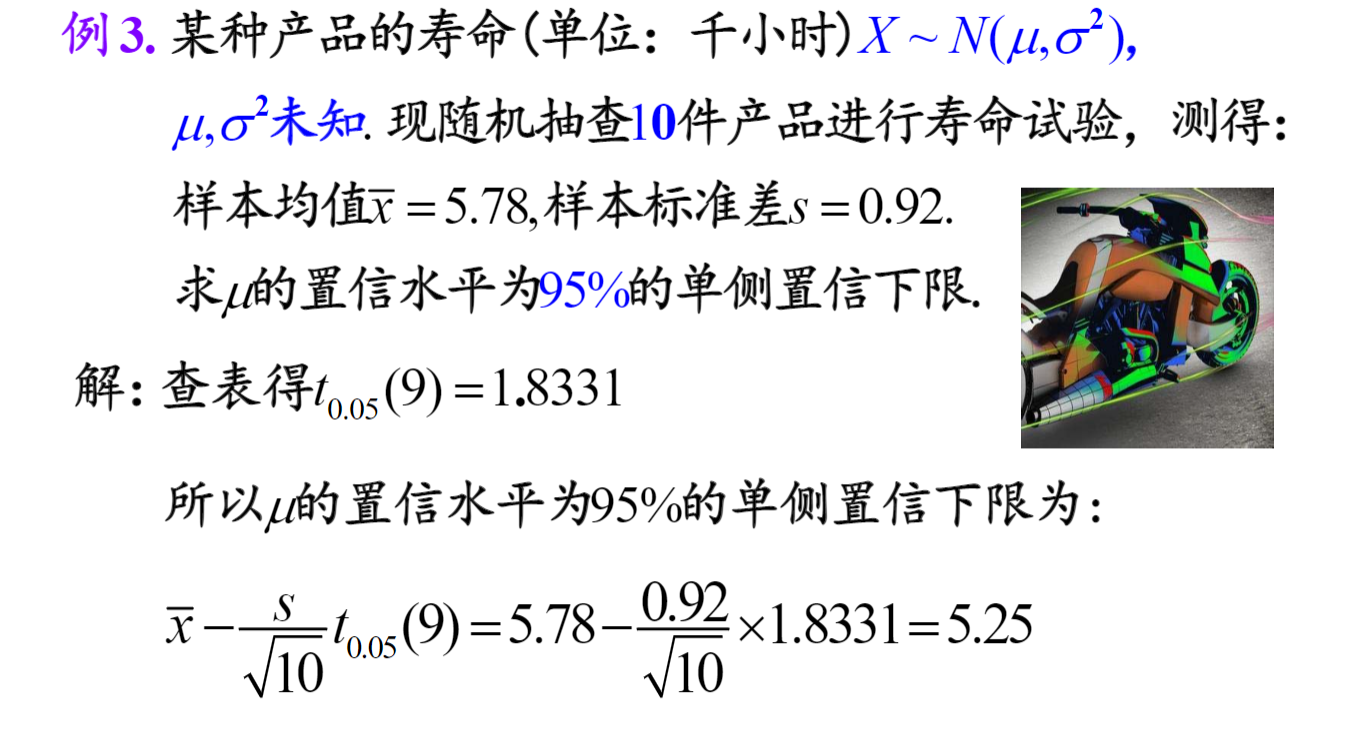 例3. 某种产品的寿命(单位：千小时)X ~ N(μ,σ²),
μ,σ²未知. 现随机抽查10件产品进行寿命试验，测得：
样本均值x̅ = 5.78,样本标准差s = 0.92.
求μ的置信水平为95%的单侧置信下限.
解：查表得t₀.₀₅(9) = 1.8331
所以μ的置信水平为95%的单侧置信下限为：
x̅ − s/√10 t₀.₀₅(9) = 5.78 − 0.92/√10 × 1.8331 = 5.25